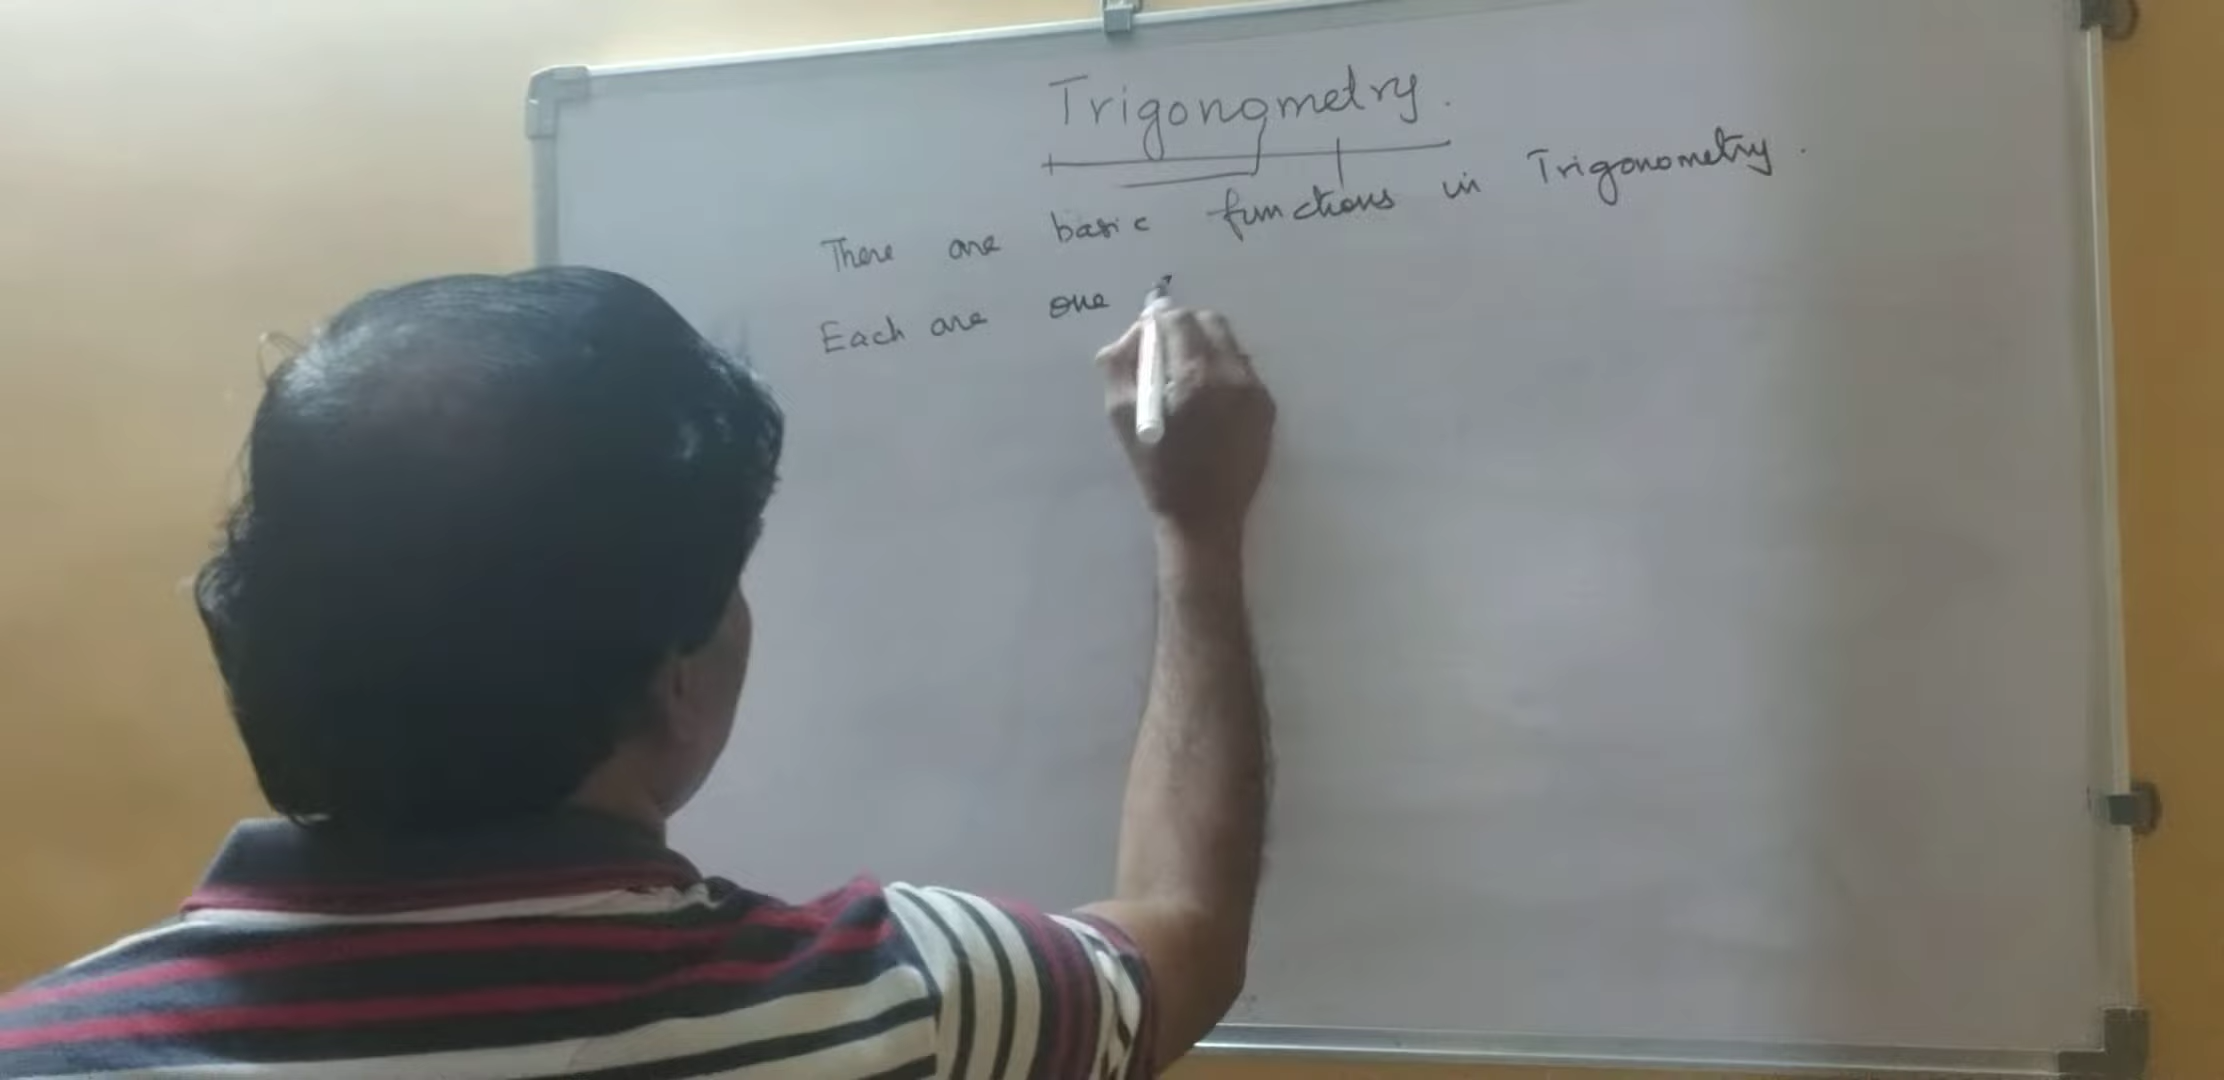 Trigonometry.
There are basic functions in Trigonometry.
Each are one